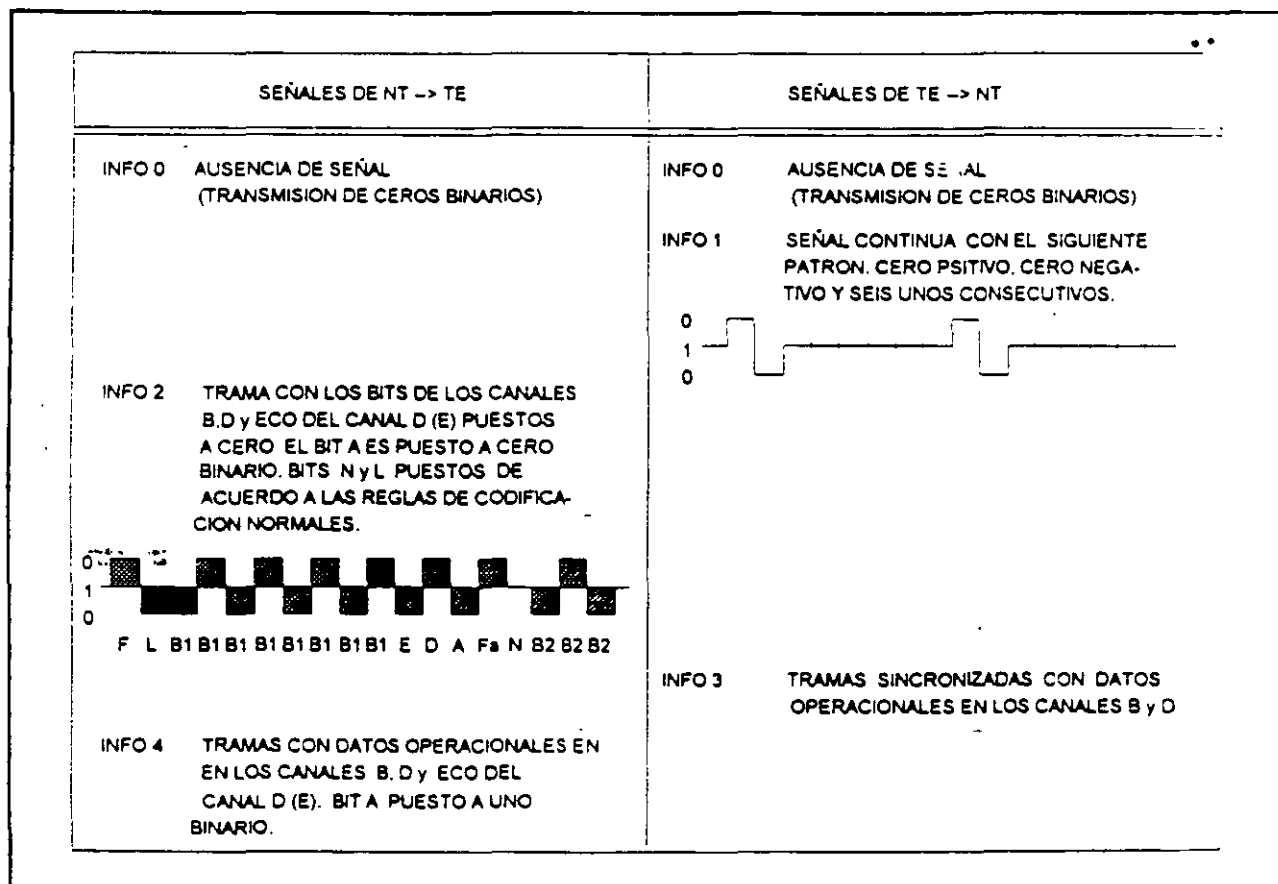 SEÑALES DE NT –> TE
SEÑALES DE TE –> NT
INFO 0 AUSENCIA DE SEÑAL
(TRANSMISION DE CEROS BINARIOS)
INFO 0 AUSENCIA DE
(TRANSMISION DE CEROS BINARIOS)
INFO 1 SEÑAL CONTINUA CON EL SIGUIENTE
PATRON. CERO PSITIVO. CERO NEGA-
TIVO Y SEIS UNOS CONSECUTIVOS.
0
1
0
INFO 2 TRAMA CON LOS BITS DE LOS CANALES
B.D y ECO DEL CANAL D (E) PUESTOS
A CERO EL BIT A ES PUESTO A CERO
BINARIO. BITS N y L PUESTOS DE
ACUERDO A LAS REGLAS DE CODIFICA-
CION NORMALES.
0
1
0
F L B1 B1 B1 B1 B1 B1 B1 B1 E D A Fa N B2 B2 B2
INFO 3 TRAMAS SINCRONIZADAS CON DATOS
OPERACIONALES EN LOS CANALES B y D
INFO 4 TRAMAS CON DATOS OPERACIONALES EN
EN LOS CANALES B, D y ECO DEL
CANAL D (E). BIT A PUESTO A UNO
BINARIO.